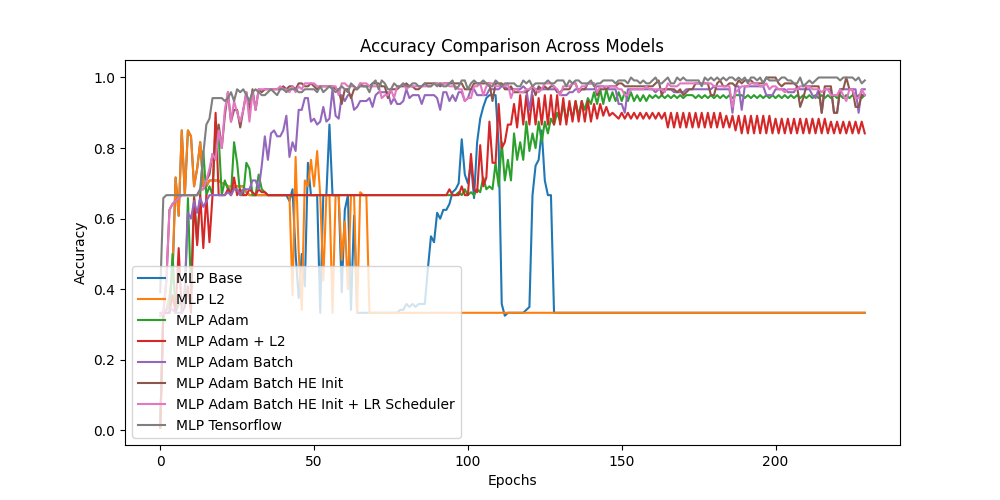 Accuracy Comparison Across Models
Accuracy
1.0
0.8
0.6
0.4
0.2
0.0
MLP Base
MLP L2
MLP Adam
MLP Adam + L2
MLP Adam Batch
MLP Adam Batch HE Init
MLP Adam Batch HE Init + LR Scheduler
MLP Tensorflow
0 50 100 150 200
Epochs